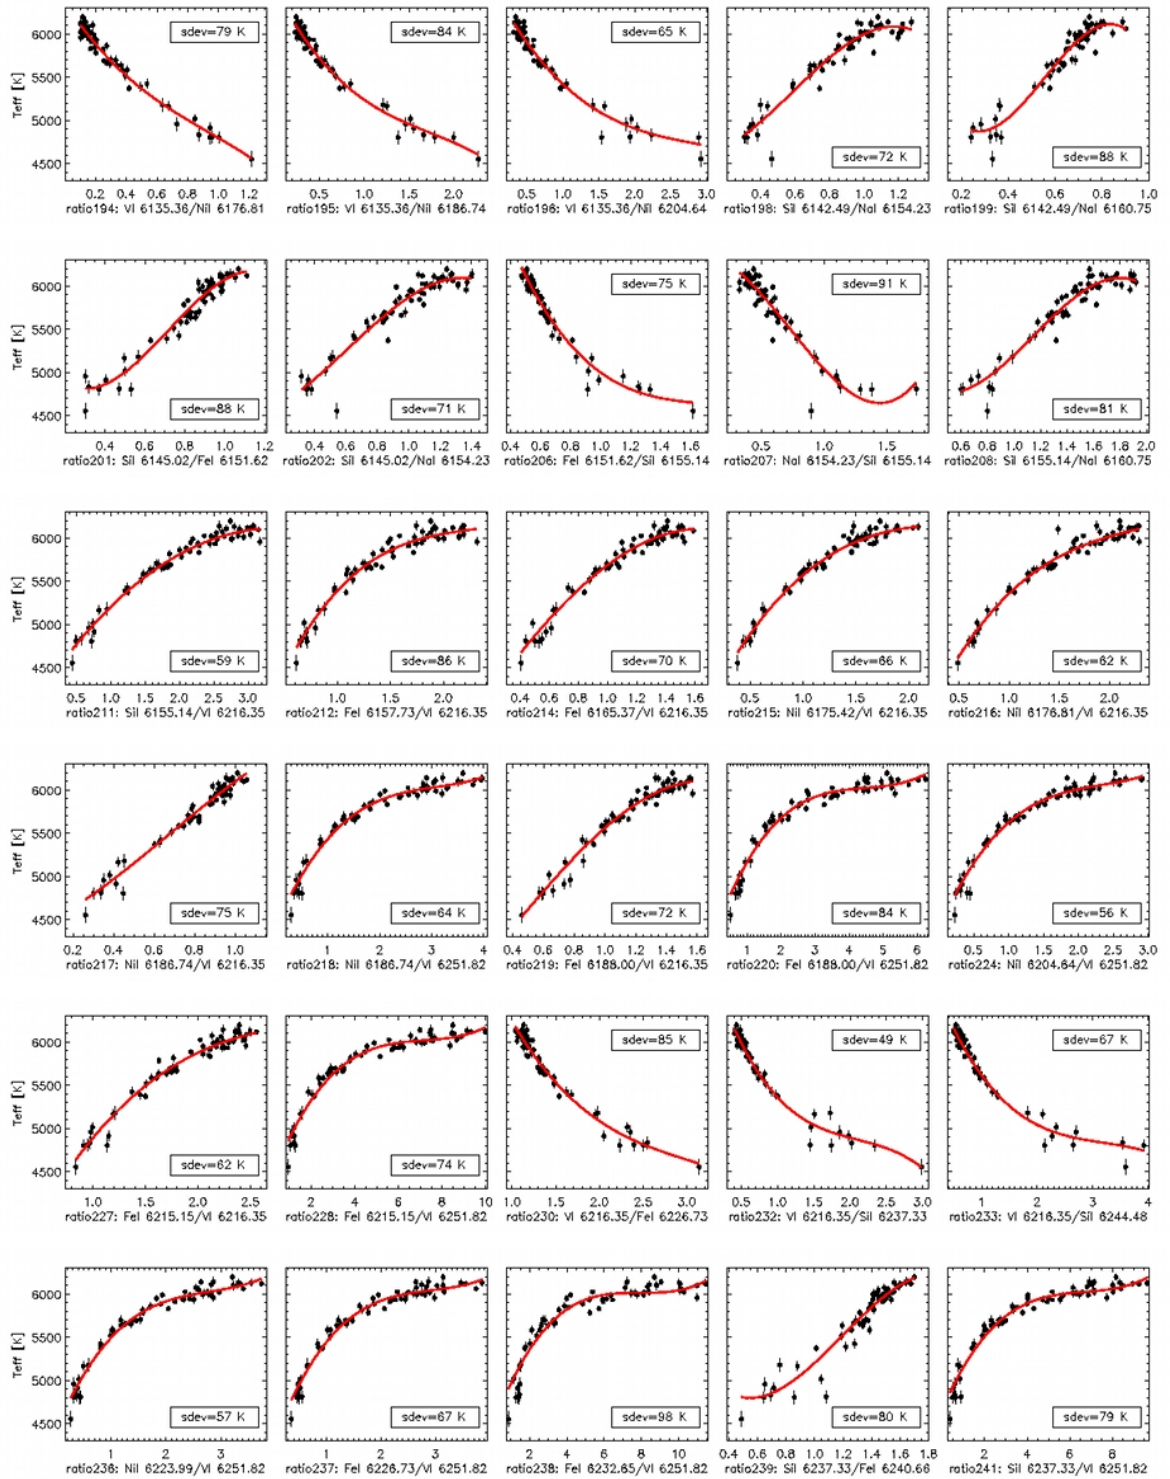 6000
5500
5000
4500
Teff [K]
sdev=79 K
sdev=84 K
sdev=65 K
sdev=72 K
sdev=88 K
0.2 0.4 0.6 0.8 1.0 1.2
0.5 1.0 1.5 2.0
0.5 1.0 1.5 2.0 2.5 3.0
0.4 0.6 0.8 1.0 1.2
0.2 0.4 0.6 0.8 1.0
ratio194: VI 6135.36/NiI 6176.81
ratio195: VI 6135.36/NiI 6186.74
ratio196: VI 6135.36/NiI 6204.64
ratio198: SiI 6142.49/NaI 6154.23
ratio199: SiI 6142.49/NaI 6160.75
6000
5500
5000
4500
Teff [K]
sdev=88 K
sdev=71 K
sdev=75 K
sdev=91 K
sdev=81 K
0.4 0.6 0.8 1.0 1.2
0.4 0.6 0.8 1.0 1.2 1.4
0.4 0.6 0.8 1.0 1.2 1.4 1.6
0.5 1.0 1.5
0.6 0.8 1.0 1.2 1.4 1.6 1.8 2.0
ratio201: SiI 6145.02/FeI 6151.62
ratio202: SiI 6145.02/NaI 6154.23
ratio206: FeI 6151.62/SiI 6155.14
ratio207: NaI 6154.23/SiI 6155.14
ratio208: SiI 6155.14/NaI 6160.75
6000
5500
5000
4500
Teff [K]
sdev=59 K
sdev=86 K
sdev=70 K
sdev=66 K
sdev=62 K
0.5 1.0 1.5 2.0 2.5 3.0
1.0 1.5 2.0
0.4 0.6 0.8 1.0 1.2 1.4 1.6
0.5 1.0 1.5 2.0
0.5 1.0 1.5 2.0
ratio211: SiI 6155.14/VI 6216.35
ratio212: FeI 6157.73/VI 6216.35
ratio214: FeI 6165.37/VI 6216.35
ratio215: NiI 6175.42/VI 6216.35
ratio216: NiI 6176.81/VI 6216.35
6000
5500
5000
4500
Teff [K]
sdev=75 K
sdev=64 K
sdev=72 K
sdev=84 K
sdev=56 K
0.2 0.4 0.6 0.8 1.0
1 2 3 4
0.4 0.6 0.8 1.0 1.2 1.4 1.6
1 2 3 4 5 6
0.5 1.0 1.5 2.0 2.5 3.0
ratio217: NiI 6186.74/VI 6216.35
ratio218: NiI 6186.74/VI 6251.82
ratio219: FeI 6188.00/VI 6216.35
ratio220: FeI 6188.00/VI 6251.82
ratio224: NiI 6204.64/VI 6251.82
6000
5500
5000
4500
Teff [K]
sdev=62 K
sdev=74 K
sdev=85 K
sdev=49 K
sdev=67 K
1.0 1.5 2.0 2.5
2 4 6 8 10
1.0 1.5 2.0 2.5 3.0
0.5 1.0 1.5 2.0 2.5 3.0
1 2 3 4
ratio227: FeI 6215.15/VI 6216.35
ratio228: FeI 6215.15/VI 6251.82
ratio230: VI 6216.35/FeI 6226.73
ratio232: VI 6216.35/SiI 6237.33
ratio233: VI 6216.35/SiI 6244.48
6000
5500
5000
4500
Teff [K]
sdev=57 K
sdev=67 K
sdev=98 K
sdev=80 K
sdev=79 K
1 2 3
1 2 3
2 4 6 8 10
0.4 0.6 0.8 1.0 1.2 1.4 1.6 1.8
2 4 6 8
ratio236: NiI 6223.99/VI 6251.82
ratio237: FeI 6226.73/VI 6251.82
ratio238: FeI 6232.65/VI 6251.82
ratio239: SiI 6237.33/FeI 6240.66
ratio241: SiI 6237.33/VI 6251.82